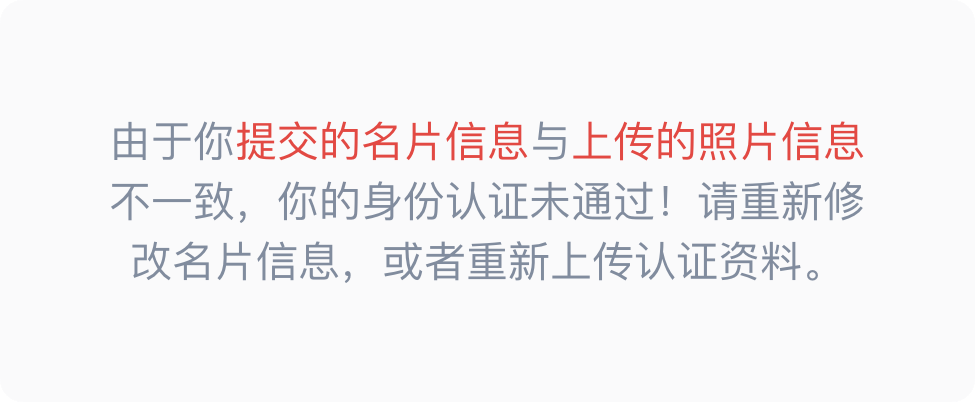 由于你提交的名片信息与上传的照片信息
不一致，你的身份认证未通过！请重新修
改名片信息，或者重新上传认证资料。